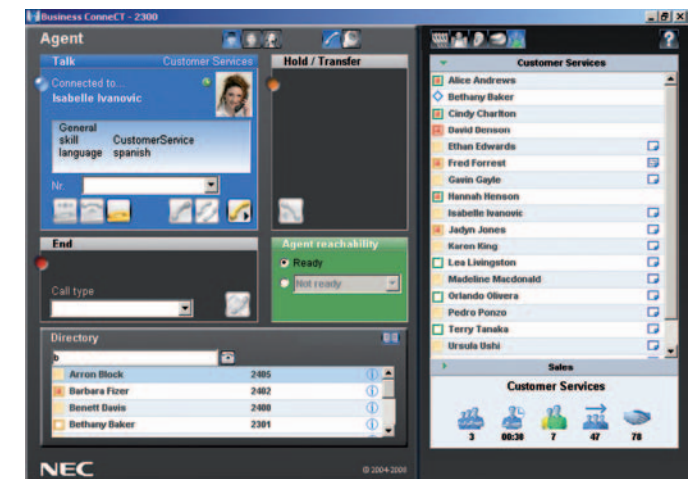 Business ConneCT - 2300
Agent
Talk
Customer Services
Connected to...
Isabelle Ivanovic
General
skill CustomerService
language spanish
Nr.
Hold / Transfer
End
Call type
Agent reachability
Ready
Not ready
Directory
b
Arron Block 2405
Barbara Fizer 2402
Benett Davis 2400
Bethany Baker 2301
NEC
© 2004-2008
Customer Services
Alice Andrews
Bethany Baker
Cindy Charlton
David Denson
Ethan Edwards
Fred Forrest
Gavin Gayle
Hannah Henson
Isabelle Ivanovic
Jadyn Jones
Karen King
Lea Livingston
Madeline Macdonald
Orlando Olivera
Pedro Ponzo
Terry Tanaka
Ursula Ushi
Sales
Customer Services
3 00:30 7 47 78